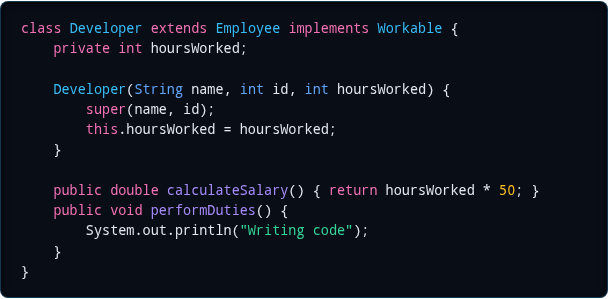 class Developer extends Employee implements Workable {
    private int hoursWorked;

    Developer(String name, int id, int hoursWorked) {
        super(name, id);
        this.hoursWorked = hoursWorked;
    }

    public double calculateSalary() { return hoursWorked * 50; }
    public void performDuties() {
        System.out.println("Writing code");
    }
}